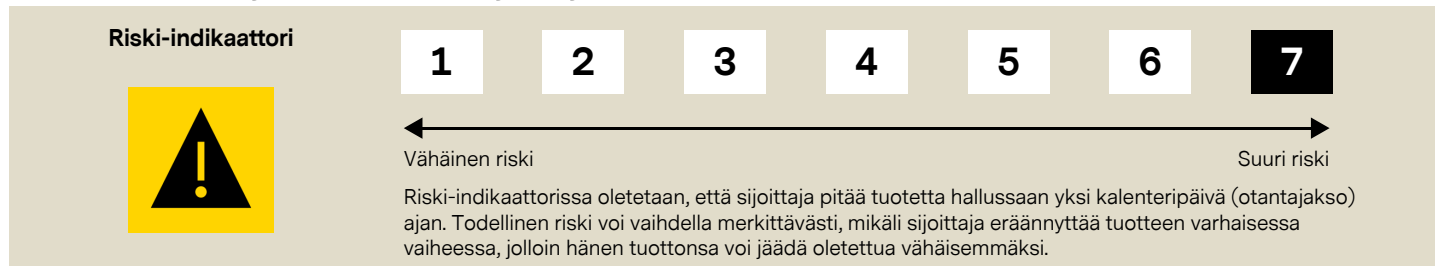 Riski-indikaattori
1 2 3 4 5 6 7
Vähäinen riski Suuri riski
Riski-indikaattorissa oletetaan, että sijoittaja pitää tuotetta hallussaan yksi kalenteripäivä (otantajakso)
ajan. Todellinen riski voi vaihdella merkittävästi, mikäli sijoittaja eräännyttää tuotteen varhaisessa
vaiheessa, jolloin hänen tuottonsa voi jäädä oletettua vähäisemmäksi.